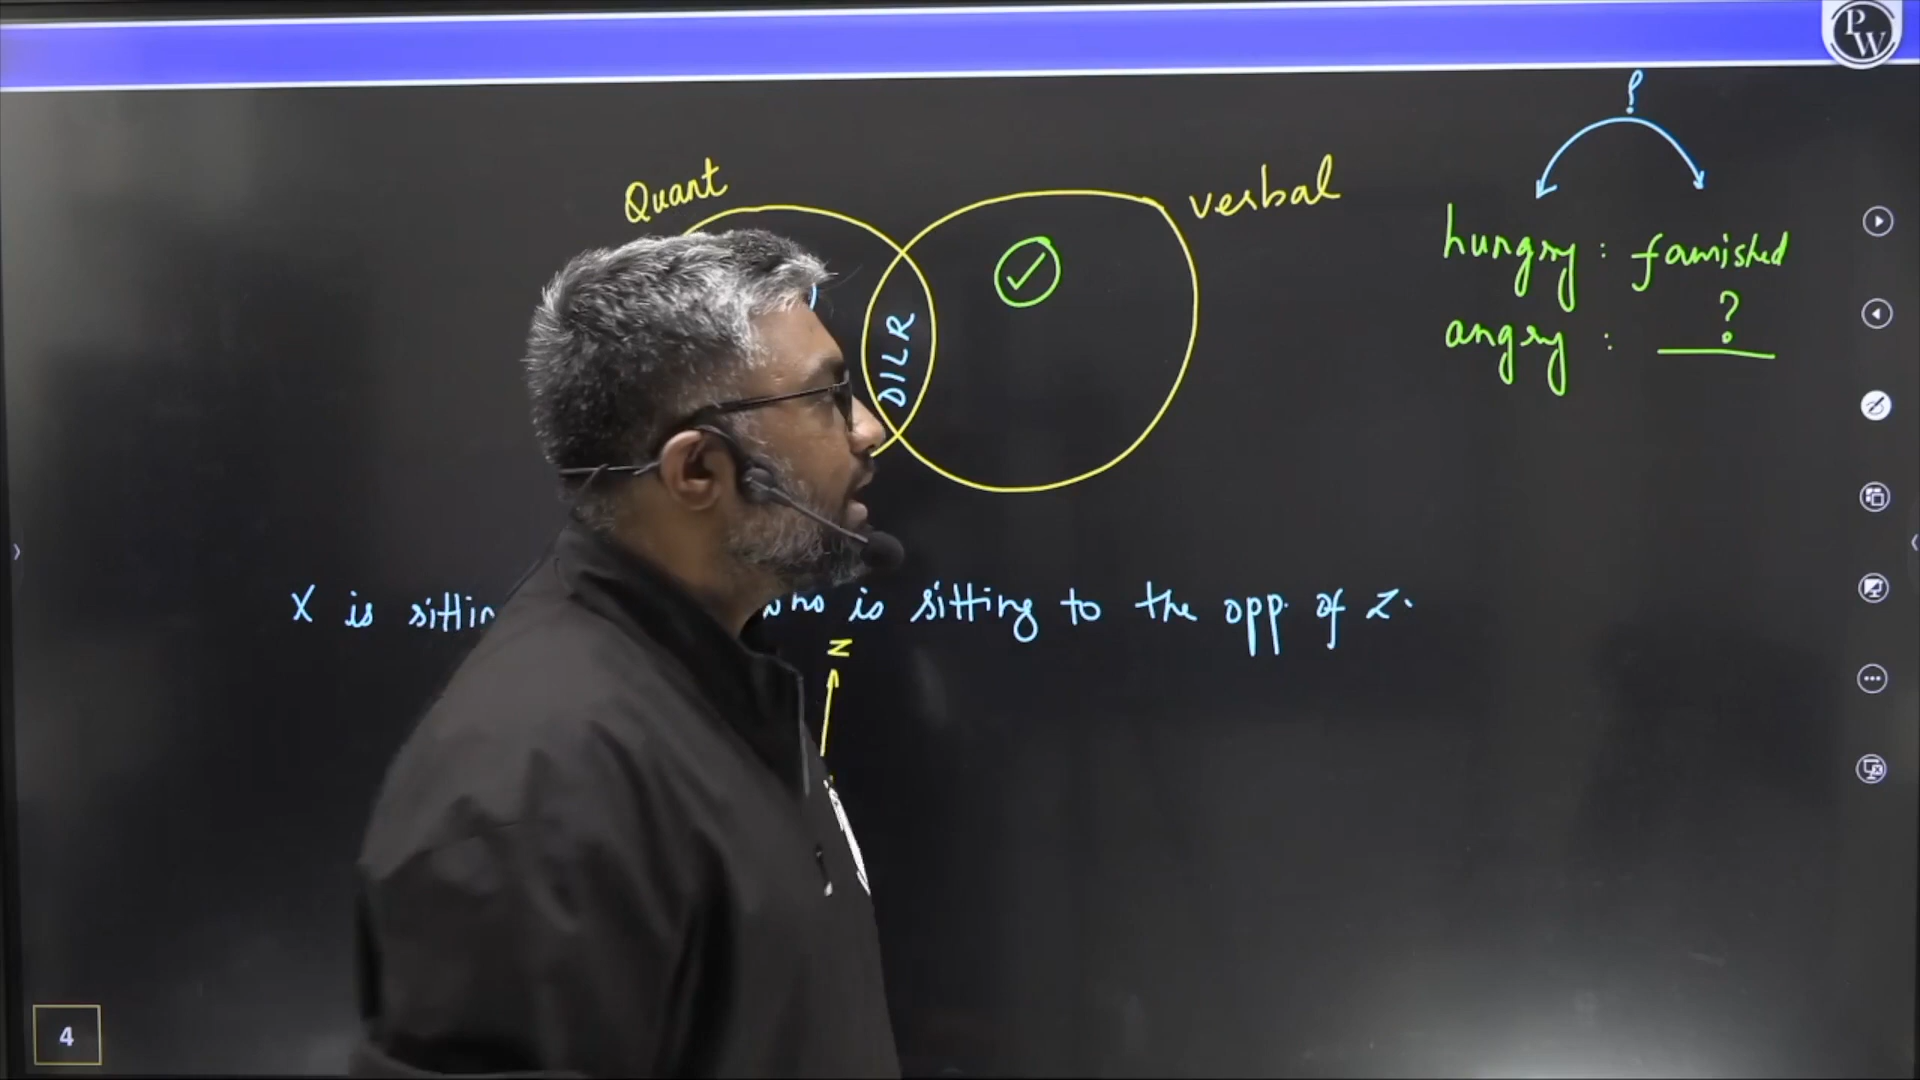 PW
?
Quant
verbal
hungry : famished
angry : ?
DILR
X is sittin who is sitting to the opp. of Z.
Z
4